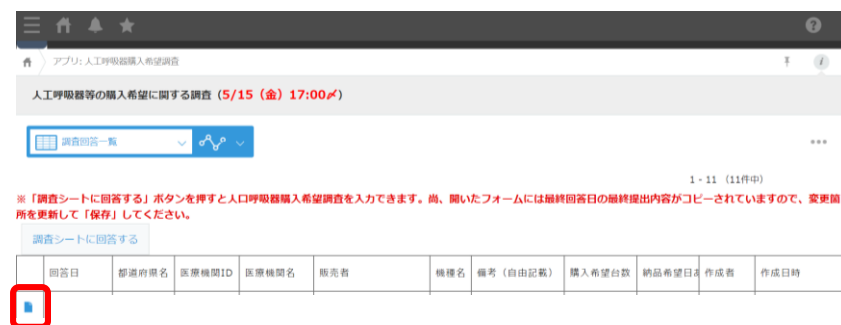 アプリ: 人工呼吸器購入希望調査
人工呼吸器等の購入希望に関する調査（5/15（金）17:00〆）
調査回答一覧
1 - 11 （11件中）
※「調査シートに回答する」ボタンを押すと人口呼吸器購入希望調査を入力できます。尚、開いたフォームには最終回答日の最終提出内容がコピーされていますので、変更箇
所を更新して「保存」してください。
調査シートに回答する
回答日 都道府県名 医療機関ID 医療機関名 販売者 機種名 備考（自由記載） 購入希望台数 納品希望日 作成者 作成日時